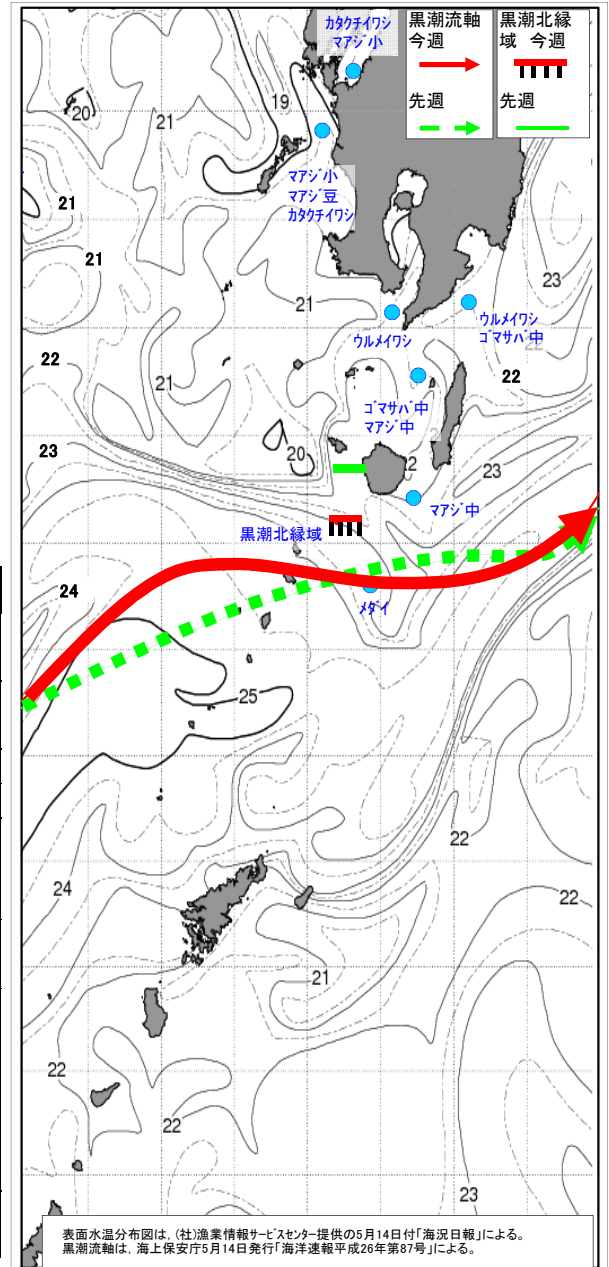 カタクチイワシ
マアジ小
黒潮流軸
今週
先週
黒潮北縁
域 今週
先週
19
20
21
マアジ小
マアジ豆
カタクチイワシ
21
21
23
21
ウルメイワシ
ウルメイワシ
ゴマサバ中
22
22
21
22
ゴマサバ中
マアジ中
23
20
22
23
マアジ中
黒潮北縁域
24
メダイ
25
22
24
22
21
22
22
23
表面水温分布図は、(社)漁業情報サービスセンター提供の5月14日付「海況日報」による。
黒潮流軸は、海上保安庁5月14日発行「海洋速報平成26年第87号」による。